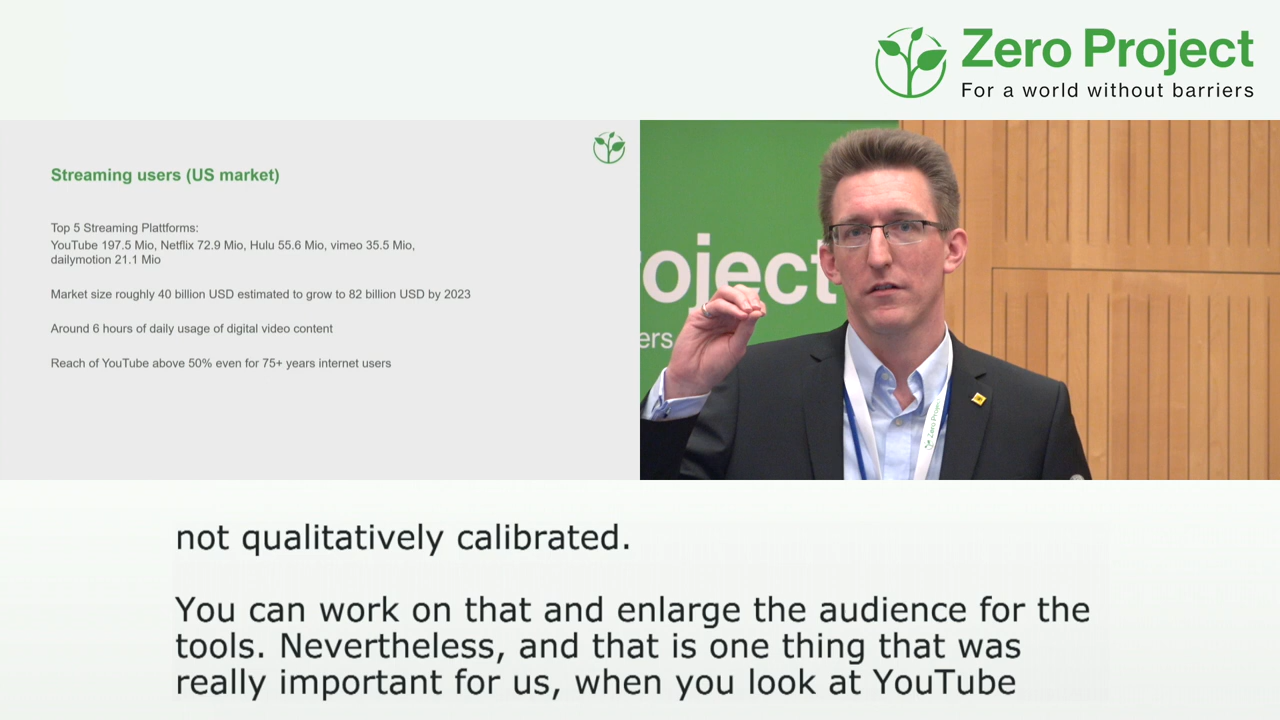 Zero Project
For a world without barriers
Streaming users (US market)
Top 5 Streaming Plattforms:
YouTube 197.5 Mio, Netflix 72.9 Mio, Hulu 55.6 Mio, vimeo 35.5 Mio,
dailymotion 21.1 Mio
Market size roughly 40 billion USD estimated to grow to 82 billion USD by 2023
Around 6 hours of daily usage of digital video content
Reach of YouTube above 50% even for 75+ years internet users
oject
ers
Zero Project
not qualitatively calibrated.
You can work on that and enlarge the audience for the
tools. Nevertheless, and that is one thing that was
really important for us, when you look at YouTube